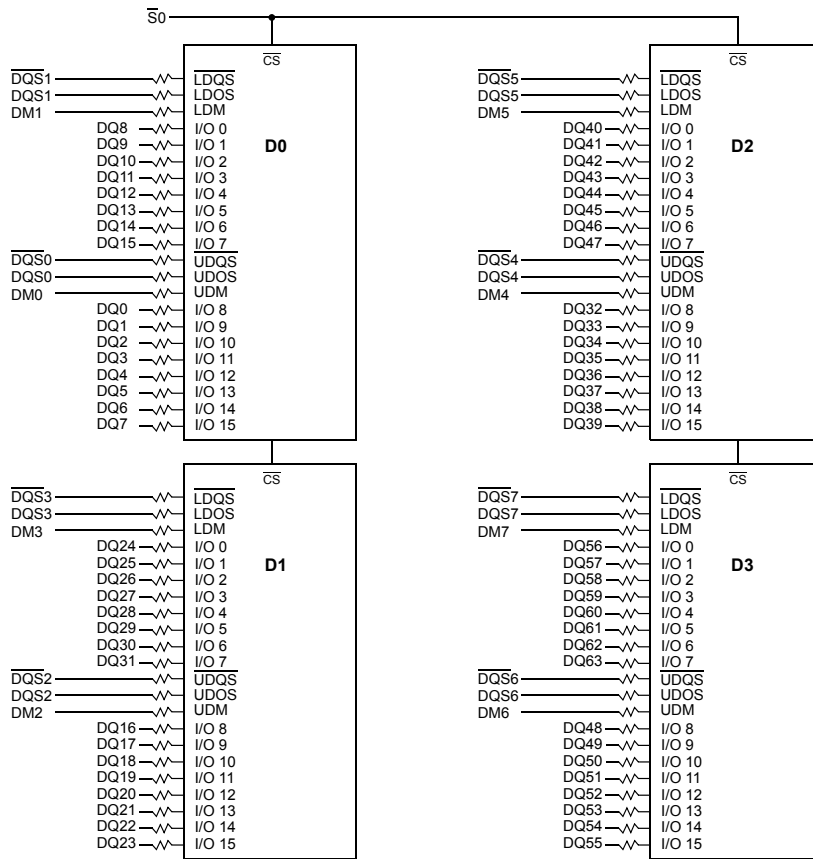 S0
CS
DQS1 LDQS
DQS1 LDOS
DM1 LDM
DQ8 I/O 0
DQ9 I/O 1
DQ10 I/O 2
DQ11 I/O 3
DQ12 I/O 4
DQ13 I/O 5
DQ14 I/O 6
DQ15 I/O 7
D0
DQS0 UDQS
DQS0 UDOS
DM0 UDM
DQ0 I/O 8
DQ1 I/O 9
DQ2 I/O 10
DQ3 I/O 11
DQ4 I/O 12
DQ5 I/O 13
DQ6 I/O 14
DQ7 I/O 15
CS
DQS5 LDQS
DQS5 LDOS
DM5 LDM
DQ40 I/O 0
DQ41 I/O 1
DQ42 I/O 2
DQ43 I/O 3
DQ44 I/O 4
DQ45 I/O 5
DQ46 I/O 6
DQ47 I/O 7
D2
DQS4 UDQS
DQS4 UDOS
DM4 UDM
DQ32 I/O 8
DQ33 I/O 9
DQ34 I/O 10
DQ35 I/O 11
DQ36 I/O 12
DQ37 I/O 13
DQ38 I/O 14
DQ39 I/O 15
CS
DQS3 LDQS
DQS3 LDOS
DM3 LDM
DQ24 I/O 0
DQ25 I/O 1
DQ26 I/O 2
DQ27 I/O 3
DQ28 I/O 4
DQ29 I/O 5
DQ30 I/O 6
DQ31 I/O 7
D1
DQS2 UDQS
DQS2 UDOS
DM2 UDM
DQ16 I/O 8
DQ17 I/O 9
DQ18 I/O 10
DQ19 I/O 11
DQ20 I/O 12
DQ21 I/O 13
DQ22 I/O 14
DQ23 I/O 15
CS
DQS7 LDQS
DQS7 LDOS
DM7 LDM
DQ56 I/O 0
DQ57 I/O 1
DQ58 I/O 2
DQ59 I/O 3
DQ60 I/O 4
DQ61 I/O 5
DQ62 I/O 6
DQ63 I/O 7
D3
DQS6 UDQS
DQS6 UDOS
DM6 UDM
DQ48 I/O 8
DQ49 I/O 9
DQ50 I/O 10
DQ51 I/O 11
DQ52 I/O 12
DQ53 I/O 13
DQ54 I/O 14
DQ55 I/O 15